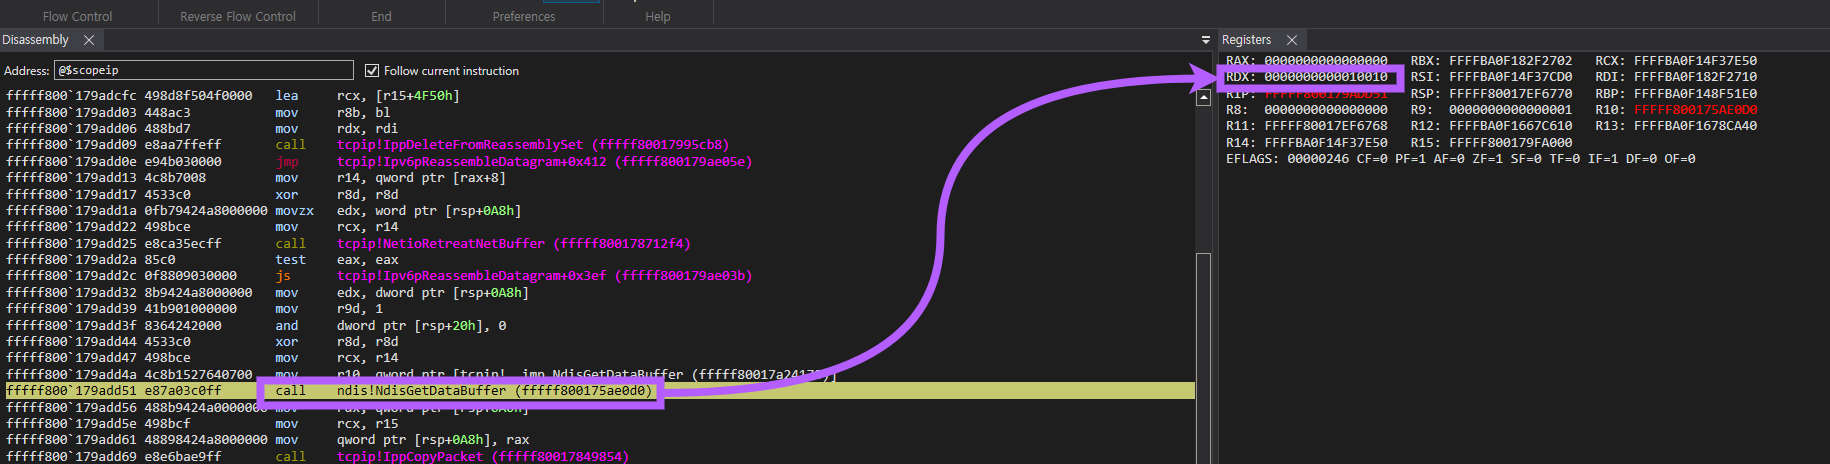 Flow Control Reverse Flow Control End Preferences Help
Disassembly
Registers
Address: @$scopeip Follow current instruction
fffff800`179adcfc 498d8f504f0000 lea rcx, [r15+4F50h]
fffff800`179add03 448ac3 mov r8b, bl
fffff800`179add06 488bd7 mov rdx, rdi
fffff800`179add09 e8aa7ffeff call tcpip!IppDeleteFromReassemblySet (fffff80017995cb8)
fffff800`179add0e e94b030000 jmp tcpip!Ipv6pReassembleDatagram+0x412 (fffff800179ae05e)
fffff800`179add13 4c8b7008 mov r14, qword ptr [rax+8]
fffff800`179add17 4533c0 xor r8d, r8d
fffff800`179add1a 0fb79424a8000000 movzx edx, word ptr [rsp+0A8h]
fffff800`179add22 498bce mov rcx, r14
fffff800`179add25 e8ca35ecff call tcpip!NetioRetreatNetBuffer (fffff800178712f4)
fffff800`179add2a 85c0 test eax, eax
fffff800`179add2c 0f8809030000 js tcpip!Ipv6pReassembleDatagram+0x3ef (fffff800179ae03b)
fffff800`179add32 8b9424a8000000 mov edx, dword ptr [rsp+0A8h]
fffff800`179add39 41b901000000 mov r9d, 1
fffff800`179add3f 8364242000 and dword ptr [rsp+20h], 0
fffff800`179add44 4533c0 xor r8d, r8d
fffff800`179add47 498bce mov rcx, r14
fffff800`179add4a 4c8b1527640700 mov r10, qword ptr [tcpip!_imp_NdisGetDataBuffer
fffff800`179add51 e87a03c0ff call ndis!NdisGetDataBuffer (fffff800175ae0d0)
fffff800`179add56 488b9424a0000000 mov rdx, qword ptr [rsp+0A0h]
fffff800`179add5e 498bcf mov rcx, r15
fffff800`179add61 48898424a8000000 mov qword ptr [rsp+0A8h], rax
fffff800`179add69 e8e6bae9ff call tcpip!IppCopyPacket (fffff80017849854)
RAX: 0000000000000000 RBX: FFFFBA0F182F2702 RCX: FFFFBA0F14F37E50
RDX: 0000000000010010 RSI: FFFFBA0F14F37CD0 RDI: FFFFBA0F182F2710
RIP: FFFFF800179ADD51 RSP: FFFFF80017EF6770 RBP: FFFFBA0F148F51E0
R8: 0000000000000000 R9: 0000000000000001 R10: FFFFF800175AE0D0
R11: FFFFF80017EF6768 R12: FFFFBA0F1667C610 R13: FFFFBA0F1678CA40
R14: FFFFBA0F14F37E50 R15: FFFFF800179FA000
EFLAGS: 00000246 CF=0 PF=1 AF=0 ZF=1 SF=0 TF=0 IF=1 DF=0 OF=0